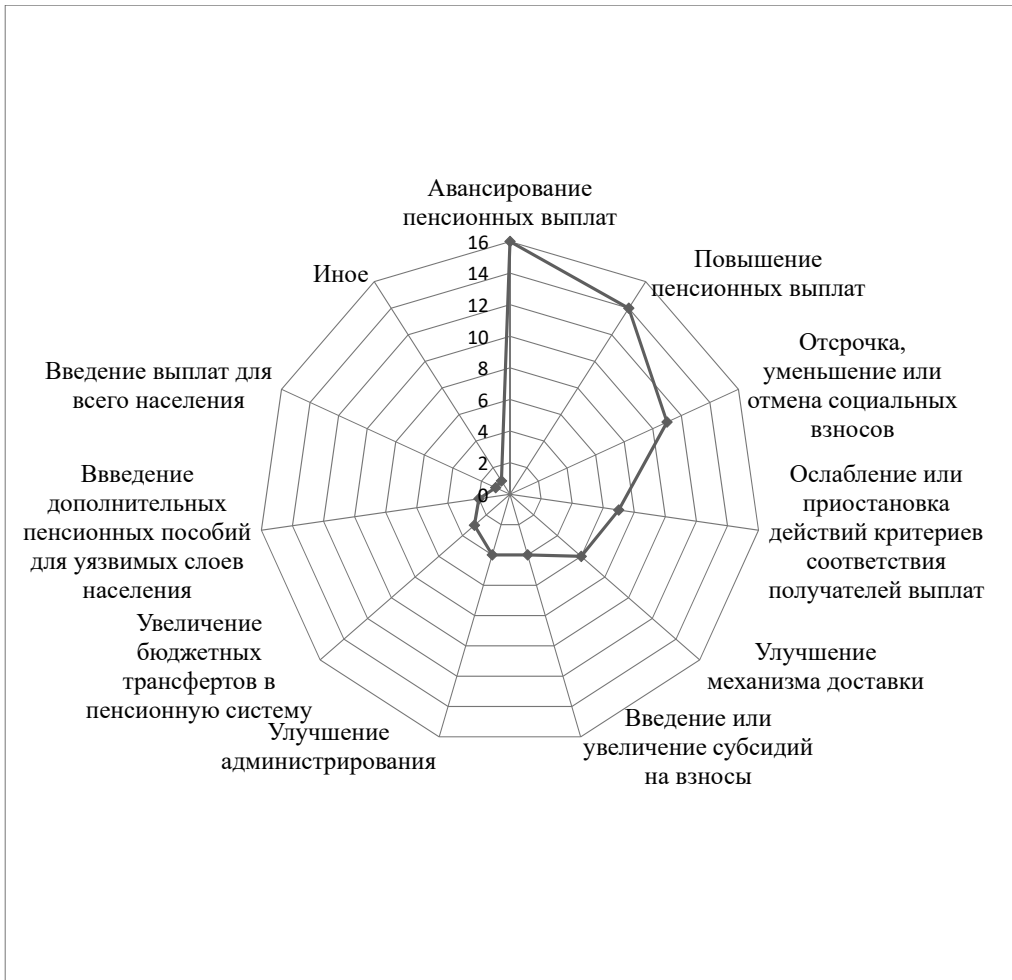 Авансирование
пенсионных выплат
16
14
12
10
8
6
4
2
0
Повышение
пенсионных выплат
Отсрочка,
уменьшение или
отмена социальных
взносов
Ослабление или
приостановка
действий критериев
соответствия
получателей выплат
Улучшение
механизма доставки
Введение или
увеличение субсидий
на взносы
Улучшение
администрирования
Увеличение
бюджетных
трансфертов в
пенсионную систему
Ввведение
дополнительных
пенсионных пособий
для уязвимых слоев
населения
Введение выплат для
всего населения
Иное